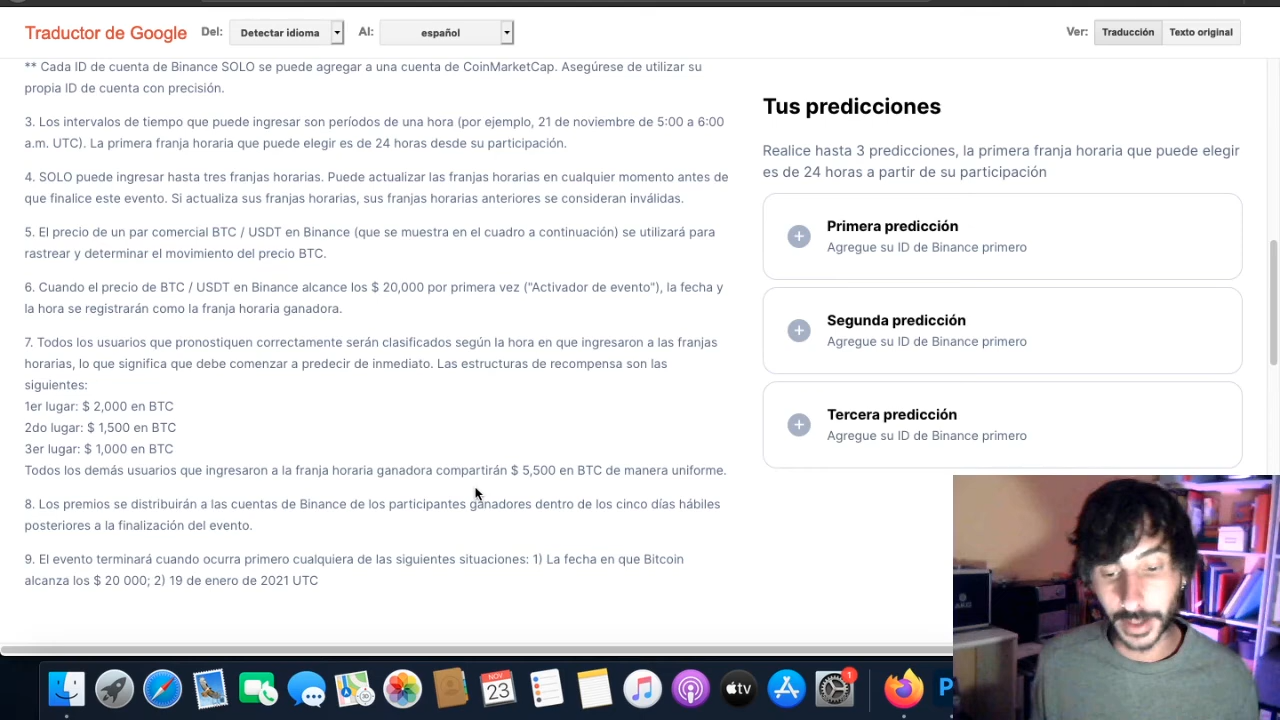 Traductor de Google
Del:
Detectar idioma
Al:
español
Ver:
Traducción
Texto original
** Cada ID de cuenta de Binance SOLO se puede agregar a una cuenta de CoinMarketCap. Asegúrese de utilizar su
propia ID de cuenta con precisión.
3. Los intervalos de tiempo que puede ingresar son períodos de una hora (por ejemplo, 21 de noviembre de 5:00 a 6:00
a.m. UTC). La primera franja horaria que puede elegir es de 24 horas desde su participación.
4. SOLO puede ingresar hasta tres franjas horarias. Puede actualizar las franjas horarias en cualquier momento antes de
que finalice este evento. Si actualiza sus franjas horarias, sus franjas horarias anteriores se consideran inválidas.
5. El precio de un par comercial BTC / USDT en Binance (que se muestra en el cuadro a continuación) se utilizará para
rastrear y determinar el movimiento del precio BTC.
6. Cuando el precio de BTC / USDT en Binance alcance los $ 20,000 por primera vez ("Activador de evento"), la fecha y
la hora se registrarán como la franja horaria ganadora.
7. Todos los usuarios que pronostiquen correctamente serán clasificados según la hora en que ingresaron a las franjas
horarias, lo que significa que debe comenzar a predecir de inmediato. Las estructuras de recompensa son las
siguientes:
1er lugar: $ 2,000 en BTC
2do lugar: $ 1,500 en BTC
3er lugar: $ 1,000 en BTC
Todos los demás usuarios que ingresaron a la franja horaria ganadora compartirán $ 5,500 en BTC de manera uniforme.
8. Los premios se distribuirán a las cuentas de Binance de los participantes ganadores dentro de los cinco días hábiles
posteriores a la finalización del evento.
9. El evento terminará cuando ocurra primero cualquiera de las siguientes situaciones: 1) La fecha en que Bitcoin
alcanza los $ 20 000; 2) 19 de enero de 2021 UTC
Tus predicciones
Realice hasta 3 predicciones, la primera franja horaria que puede elegir
es de 24 horas a partir de su participación
Primera predicción
Agregue su ID de Binance primero
Segunda predicción
Agregue su ID de Binance primero
Tercera predicción
Agregue su ID de Binance primero
NOV
23
tv
1
P